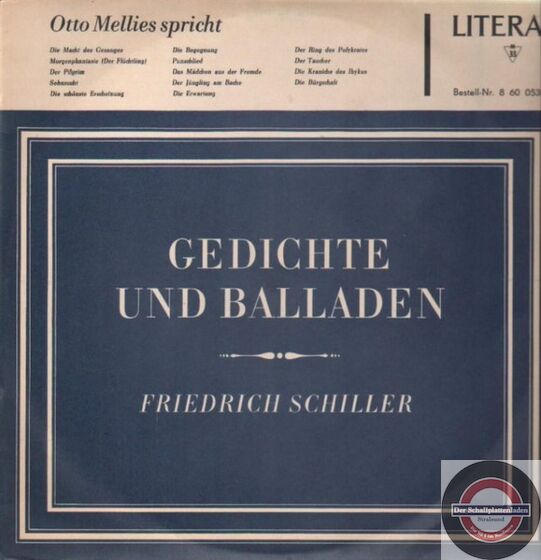 Otto Mellies spricht
LITERA
Die Macht des Gesanges
Morgenphantasie (Der Flüchtling)
Der Pilgrim
Sehnsucht
Die schönste Erscheinung
Die Begegnung
Punschlied
Das Mädchen aus der Fremde
Der Jüngling am Bache
Die Erwartung
Der Ring des Polykrates
Der Taucher
Die Kraniche des Ibykus
Die Bürgschaft
Bestell-Nr. 8 60 053
GEDICHTE
UND BALLADEN
FRIEDRICH SCHILLER
Der Schallplattenladen
Stralsund